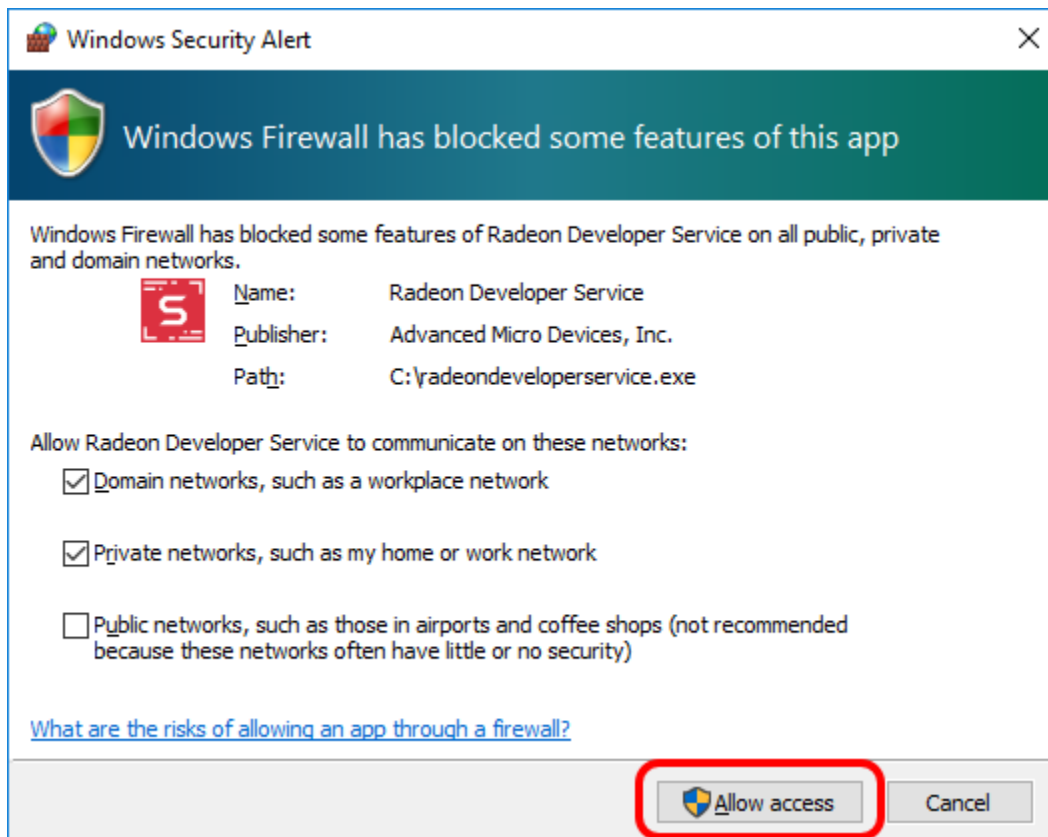 Windows Security Alert
Windows Firewall has blocked some features of this app
Windows Firewall has blocked some features of Radeon Developer Service on all public, private
and domain networks.
S
Name: Radeon Developer Service
Publisher: Advanced Micro Devices, Inc.
Path: C:\radeondeveloperservice.exe
Allow Radeon Developer Service to communicate on these networks:
Domain networks, such as a workplace network
Private networks, such as my home or work network
Public networks, such as those in airports and coffee shops (not recommended
because these networks often have little or no security)
What are the risks of allowing an app through a firewall?
Allow access Cancel